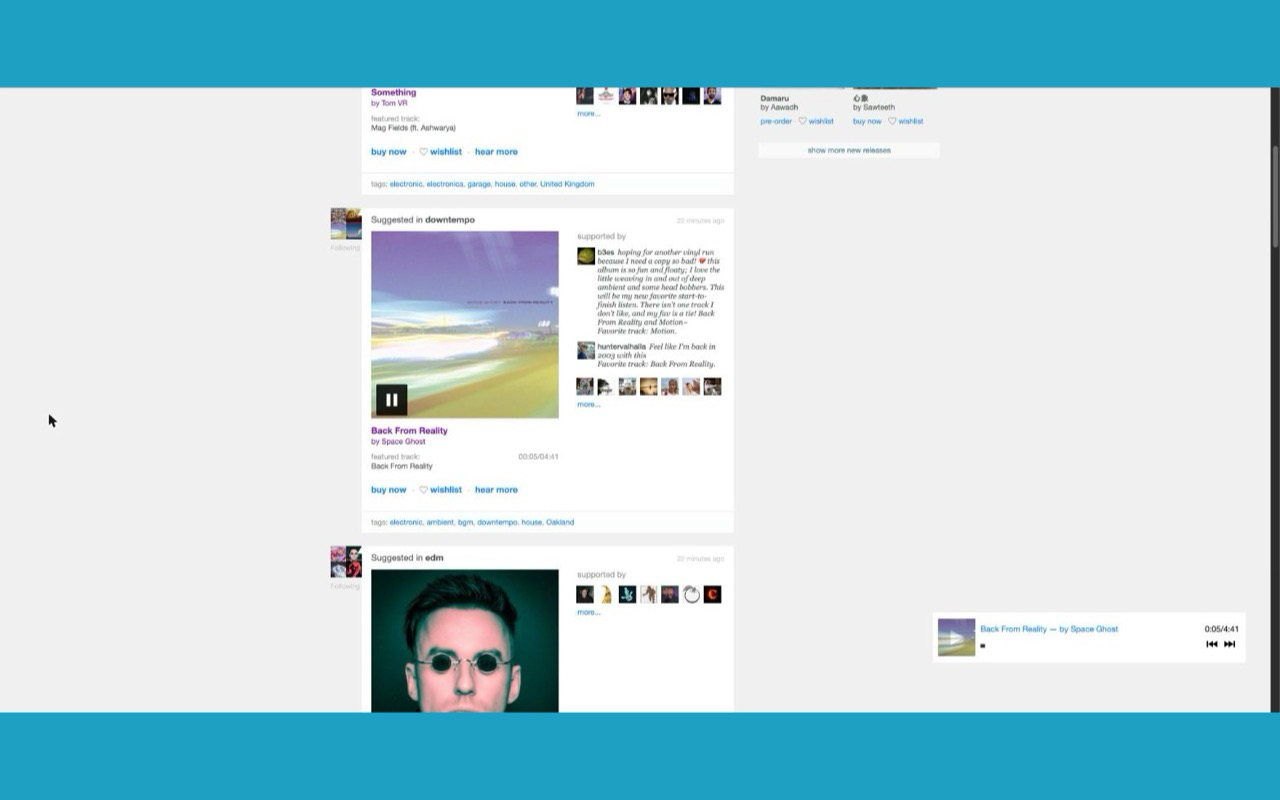 Something
by Tom VR
featured track:
Mag Fields (ft. Ashwarya)
buy now · wishlist · hear more
tags: electronic, electronica, garage, house, other, United Kingdom
more...
Damaru
by Aawadh
pre-order · wishlist
心象
by Sawteeth
buy now · wishlist
show more new releases
Following
Suggested in downtempo
22 minutes ago
BACK FROM REALITY
supported by
b3es hoping for another vinyl run
because I need a copy so bad! ❤ this
album is so fun and floaty; I love the
little weaving in and out of deep
ambient and some head bobbers. This
will be my new favorite start-to-
finish listen. There isn't one track I
don't like, and my fav is a tie! Back
From Reality and Motion~
Favorite track: Motion.
huntervalhalla Feel like I'm back in
2003 with this
Favorite track: Back From Reality.
more...
Back From Reality
by Space Ghost
featured track:
00:05/04:41
Back From Reality
buy now · wishlist · hear more
tags: electronic, ambient, bgm, downtempo, house, Oakland
Following
Suggested in edm
22 minutes ago
supported by
more...
Back From Reality — by Space Ghost
0:05/4:41